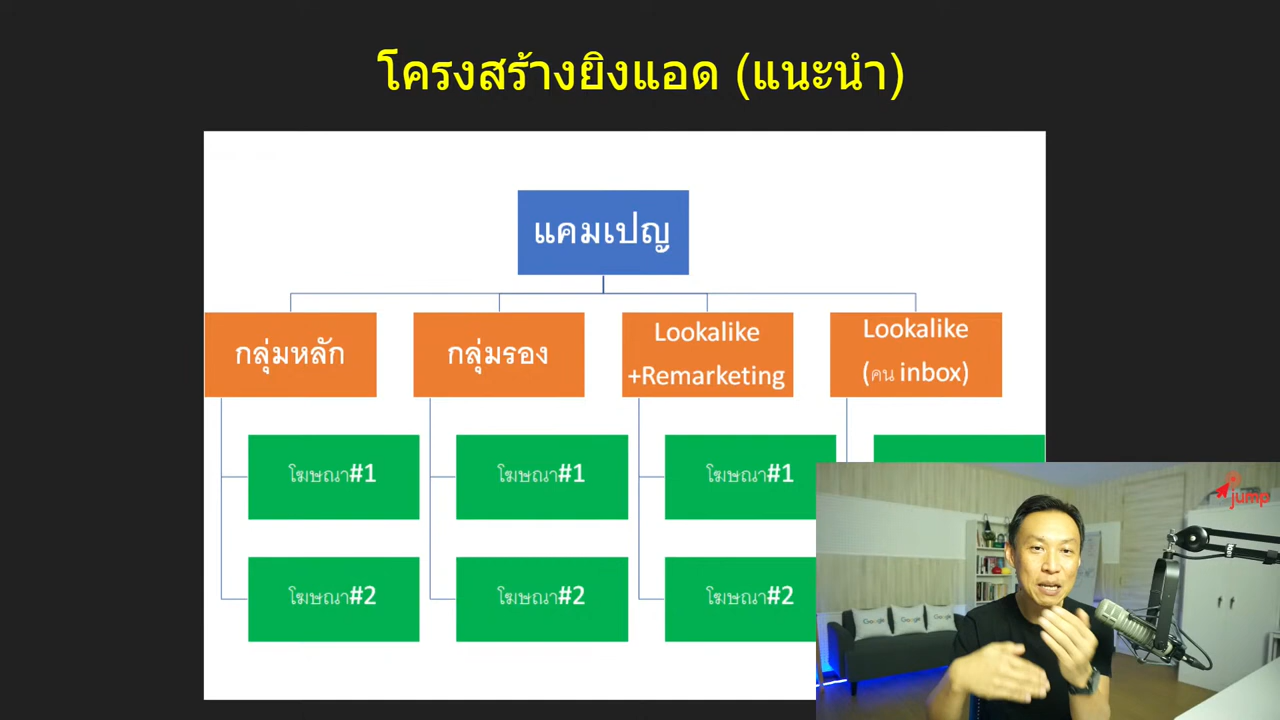 โครงสร้างยิงแอด (แนะนำ)
แคมเปญ
กลุ่มหลัก
กลุ่มรอง
Lookalike
+Remarketing
Lookalike
(คน inbox)
โฆษณา#1
โฆษณา#1
โฆษณา#1
โฆษณา#2
โฆษณา#2
โฆษณา#2
jump
Google
Google
Google